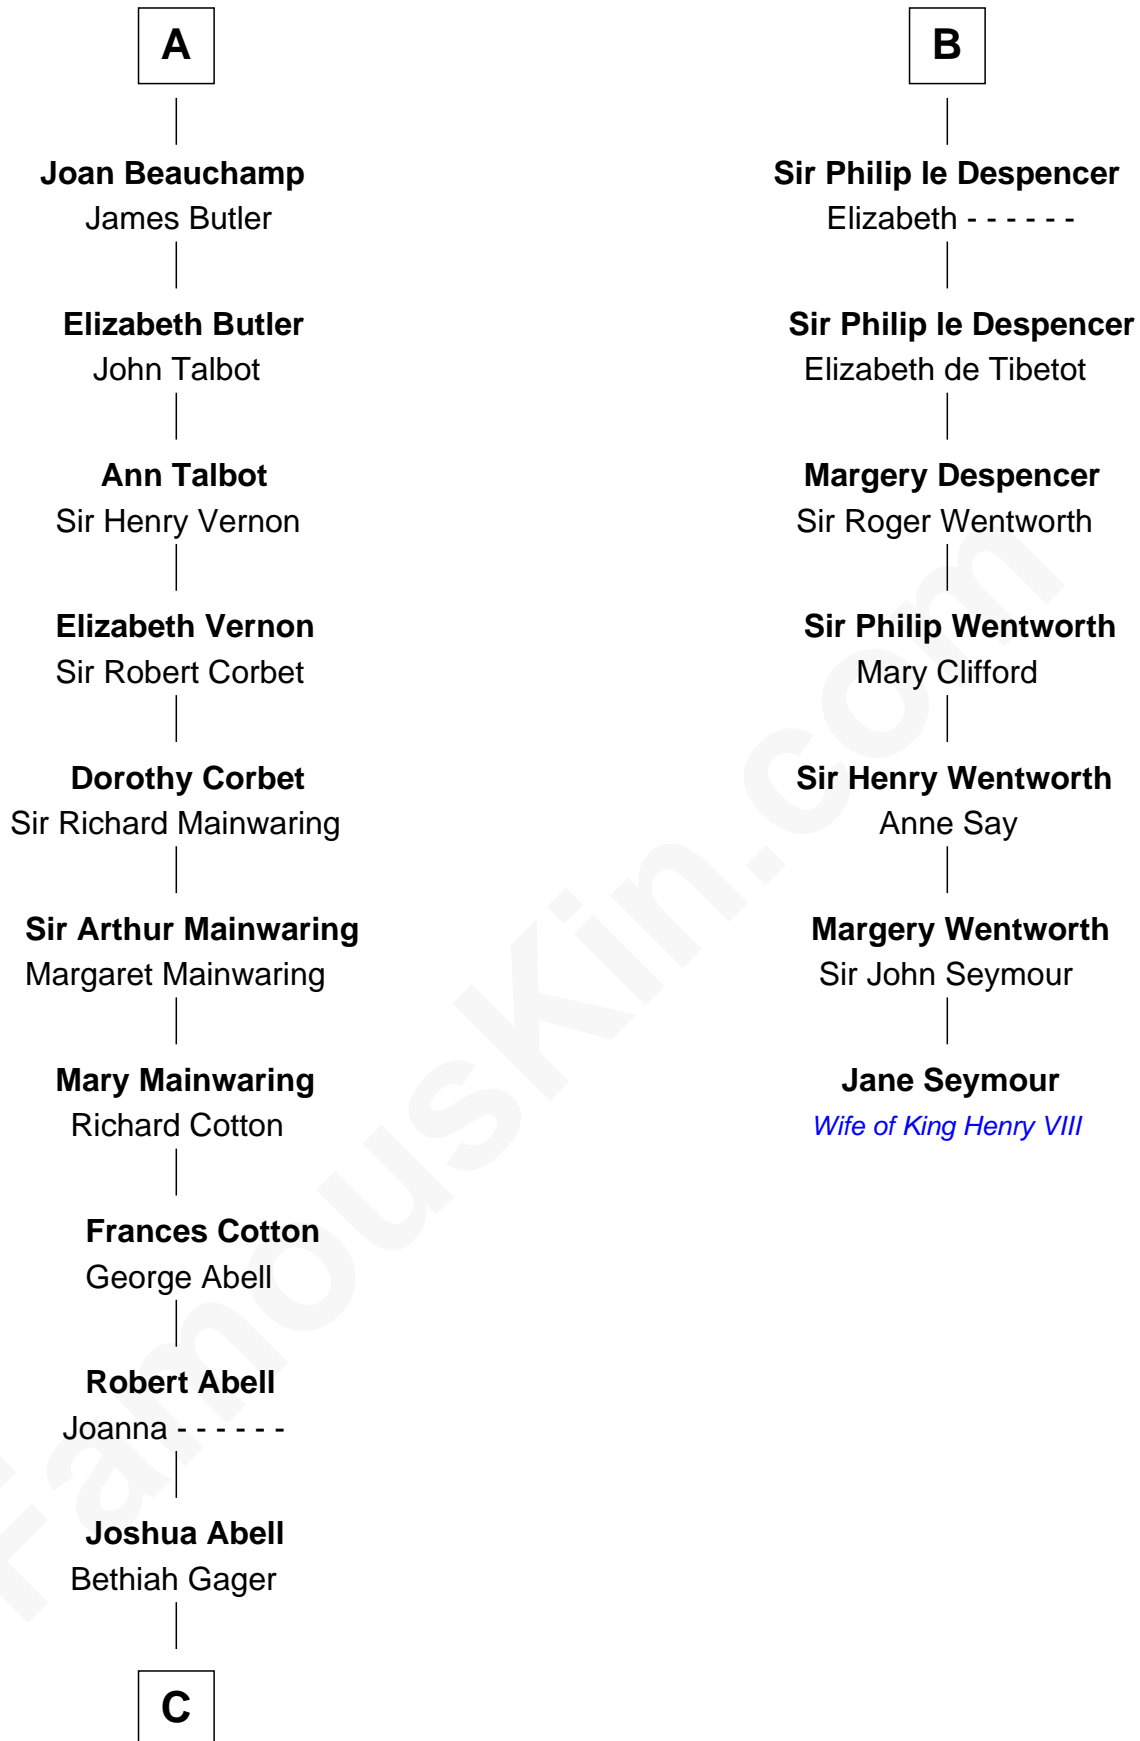 A
Joan Beauchamp
James Butler
Elizabeth Butler
John Talbot
Ann Talbot
Sir Henry Vernon
Elizabeth Vernon
Sir Robert Corbet
Dorothy Corbet
Sir Richard Mainwaring
Sir Arthur Mainwaring
Margaret Mainwaring
Mary Mainwaring
Richard Cotton
Frances Cotton
George Abell
Robert Abell
Joanna - - - - - -
Joshua Abell
Bethiah Gager
C
B
Sir Philip le Despencer
Elizabeth - - - - - -
Sir Philip le Despencer
Elizabeth de Tibetot
Margery Despencer
Sir Roger Wentworth
Sir Philip Wentworth
Mary Clifford
Sir Henry Wentworth
Anne Say
Margery Wentworth
Sir John Seymour
Jane Seymour
Wife of King Henry VIII
FamousKin.com